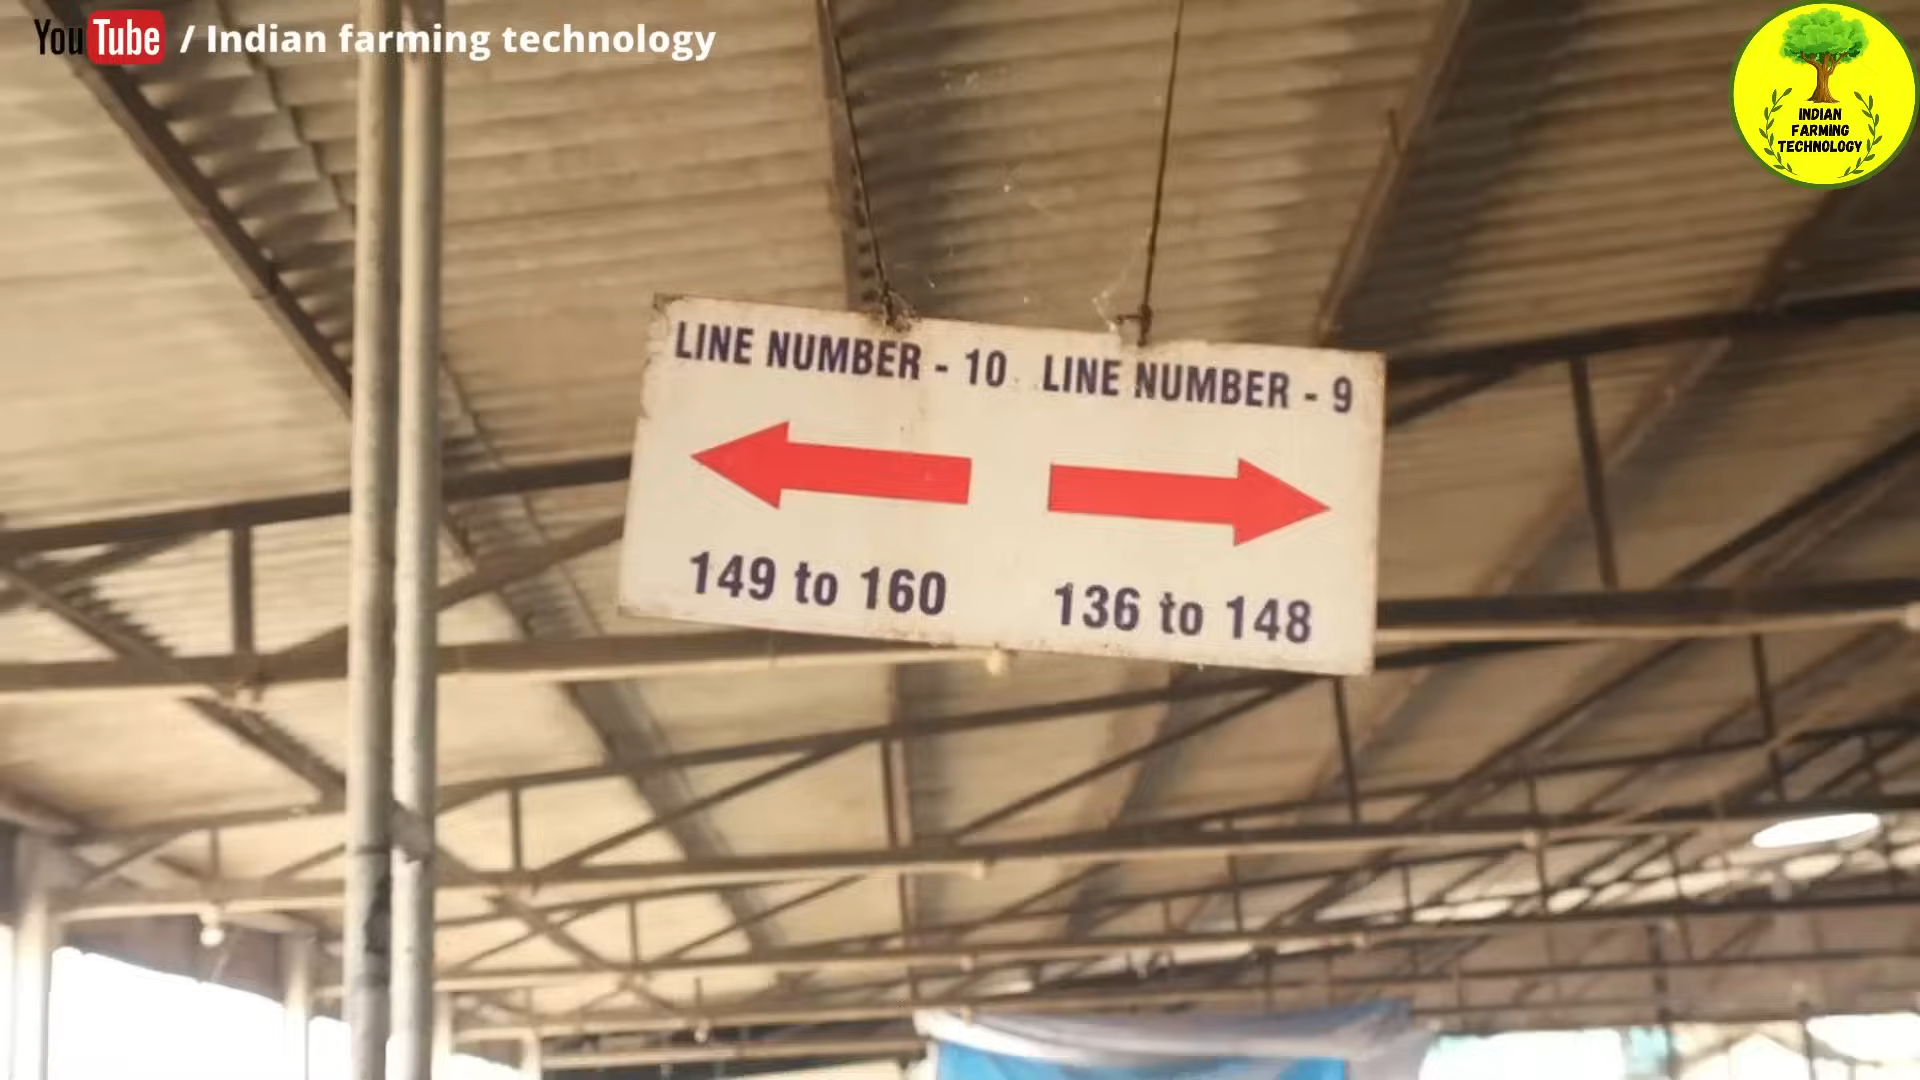 YouTube / Indian farming technology
INDIAN
FARMING
TECHNOLOGY
LINE NUMBER - 10 LINE NUMBER - 9
149 to 160 136 to 148